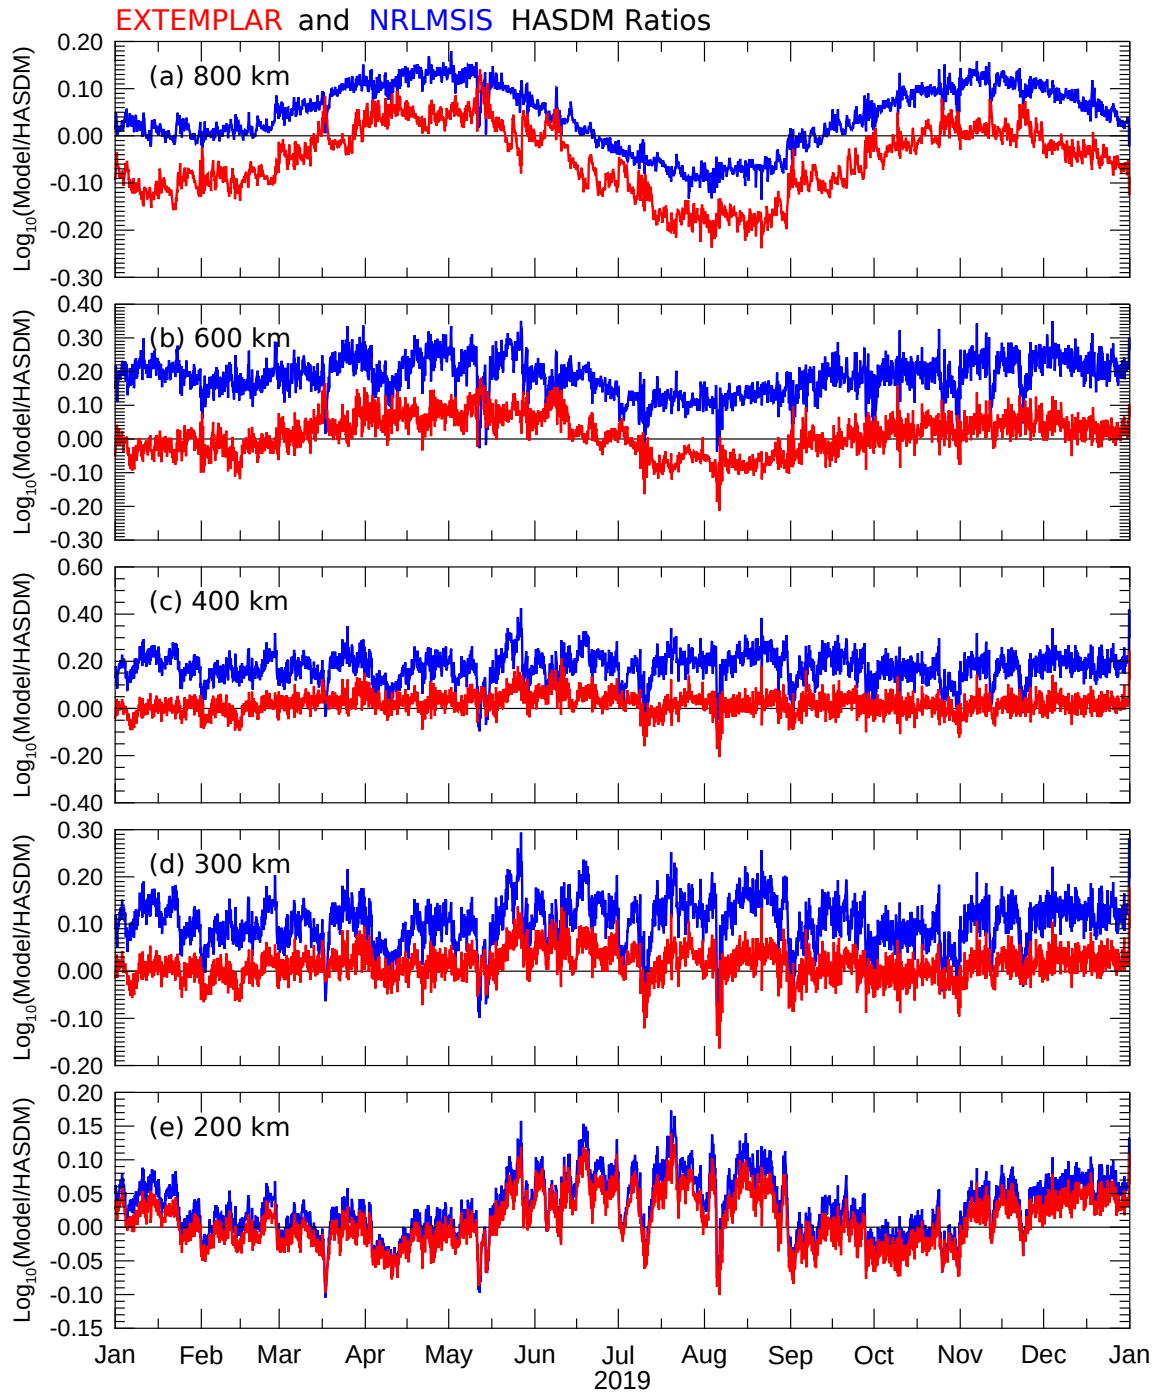 EXTEMPLAR and NRLMSIS HASDM Ratios
(a) 800 km
Log₁₀(Model/HASDM)
0.20
0.10
0.00
-0.10
-0.20
-0.30
(b) 600 km
Log₁₀(Model/HASDM)
0.40
0.30
0.20
0.10
0.00
-0.10
-0.20
-0.30
(c) 400 km
Log₁₀(Model/HASDM)
0.60
0.40
0.20
0.00
-0.20
-0.40
(d) 300 km
Log₁₀(Model/HASDM)
0.30
0.20
0.10
0.00
-0.10
-0.20
(e) 200 km
Log₁₀(Model/HASDM)
0.20
0.15
0.10
0.05
0.00
-0.05
-0.10
-0.15
Jan Feb Mar Apr May Jun Jul Aug Sep Oct Nov Dec Jan
2019